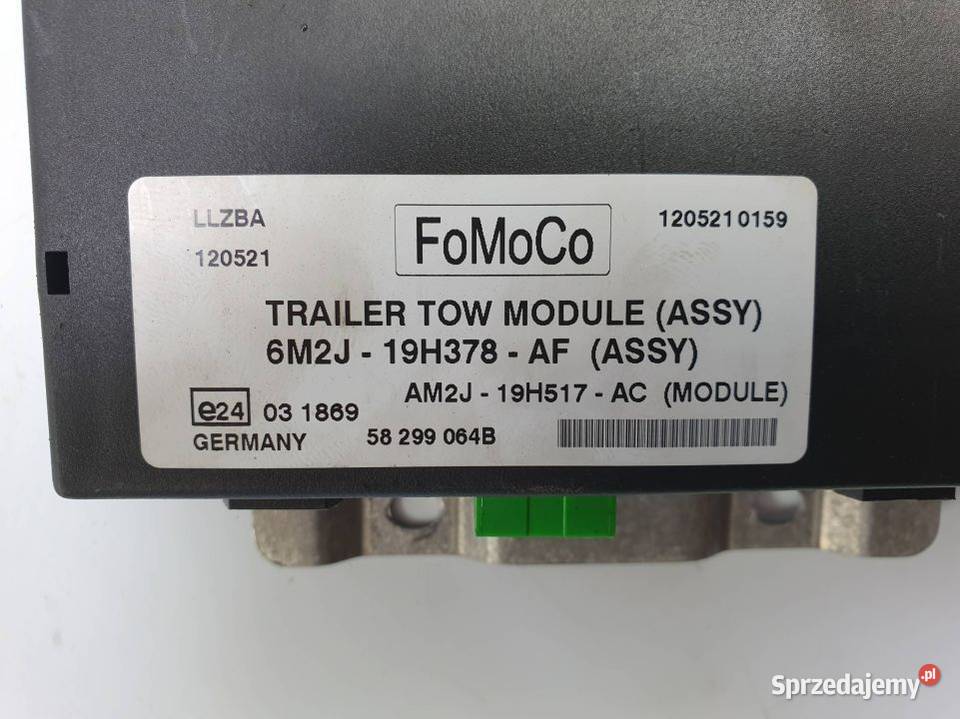 LLZBA
120521
FoMoCo
1205210159
TRAILER TOW MODULE (ASSY)
6M2J - 19H378 - AF (ASSY)
AM2J - 19H517 - AC (MODULE)
e24 03 1869
GERMANY 58 299 064B
Sprzedajemy.pl